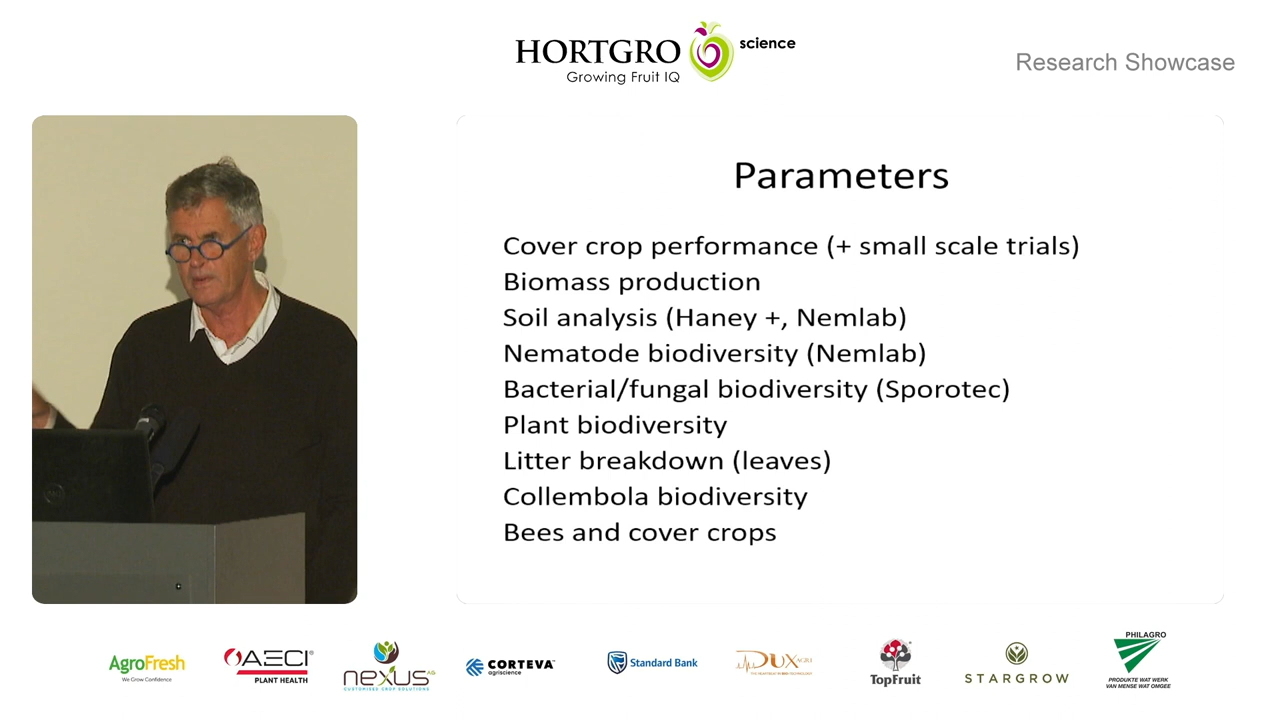 HORTGRO science
Growing Fruit IQ
Research Showcase
Parameters
Cover crop performance (+ small scale trials)
Biomass production
Soil analysis (Haney +, Nemlab)
Nematode biodiversity (Nemlab)
Bacterial/fungal biodiversity (Sporotec)
Plant biodiversity
Litter breakdown (leaves)
Collembola biodiversity
Bees and cover crops
AgroFresh
We Grow Confidence
AECI®
PLANT HEALTH
nexus AG
CUSTOMISED CROP SOLUTIONS
CORTEVA™
agriscience
Standard Bank
DUX AGRI
TopFruit
STARGROW
PHILAGRO
PRODUKTE WAT WERK
VAN MENSE WAT OMGEE